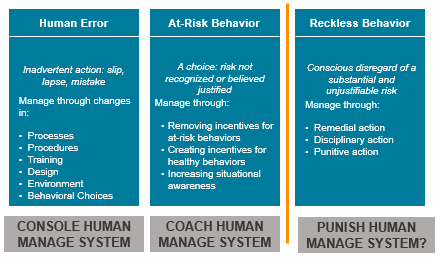 Human Error
Inadvertent action: slip,
lapse, mistake
Manage through changes
in:
• Processes
• Procedures
• Training
• Design
• Environment
• Behavioral Choices
CONSOLE HUMAN
MANAGE SYSTEM
At-Risk Behavior
A choice: risk not
recognized or believed
justified
Manage through:
• Removing incentives for
at-risk behaviors
• Creating incentives for
healthy behaviors
• Increasing situational
awareness
COACH HUMAN
MANAGE SYSTEM
Reckless Behavior
Conscious disregard of a
substantial and
unjustifiable risk
Manage through:
• Remedial action
• Disciplinary action
• Punitive action
PUNISH HUMAN
MANAGE SYSTEM?